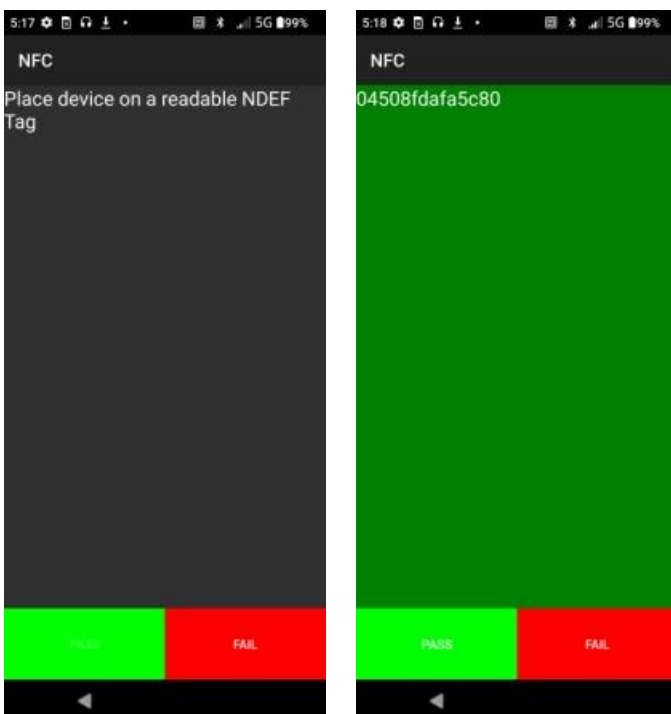 5:17
5G 99%
NFC
Place device on a readable NDEF
Tag
PASS
FAIL
5:18
5G 99%
NFC
04508fdafa5c80
PASS
FAIL